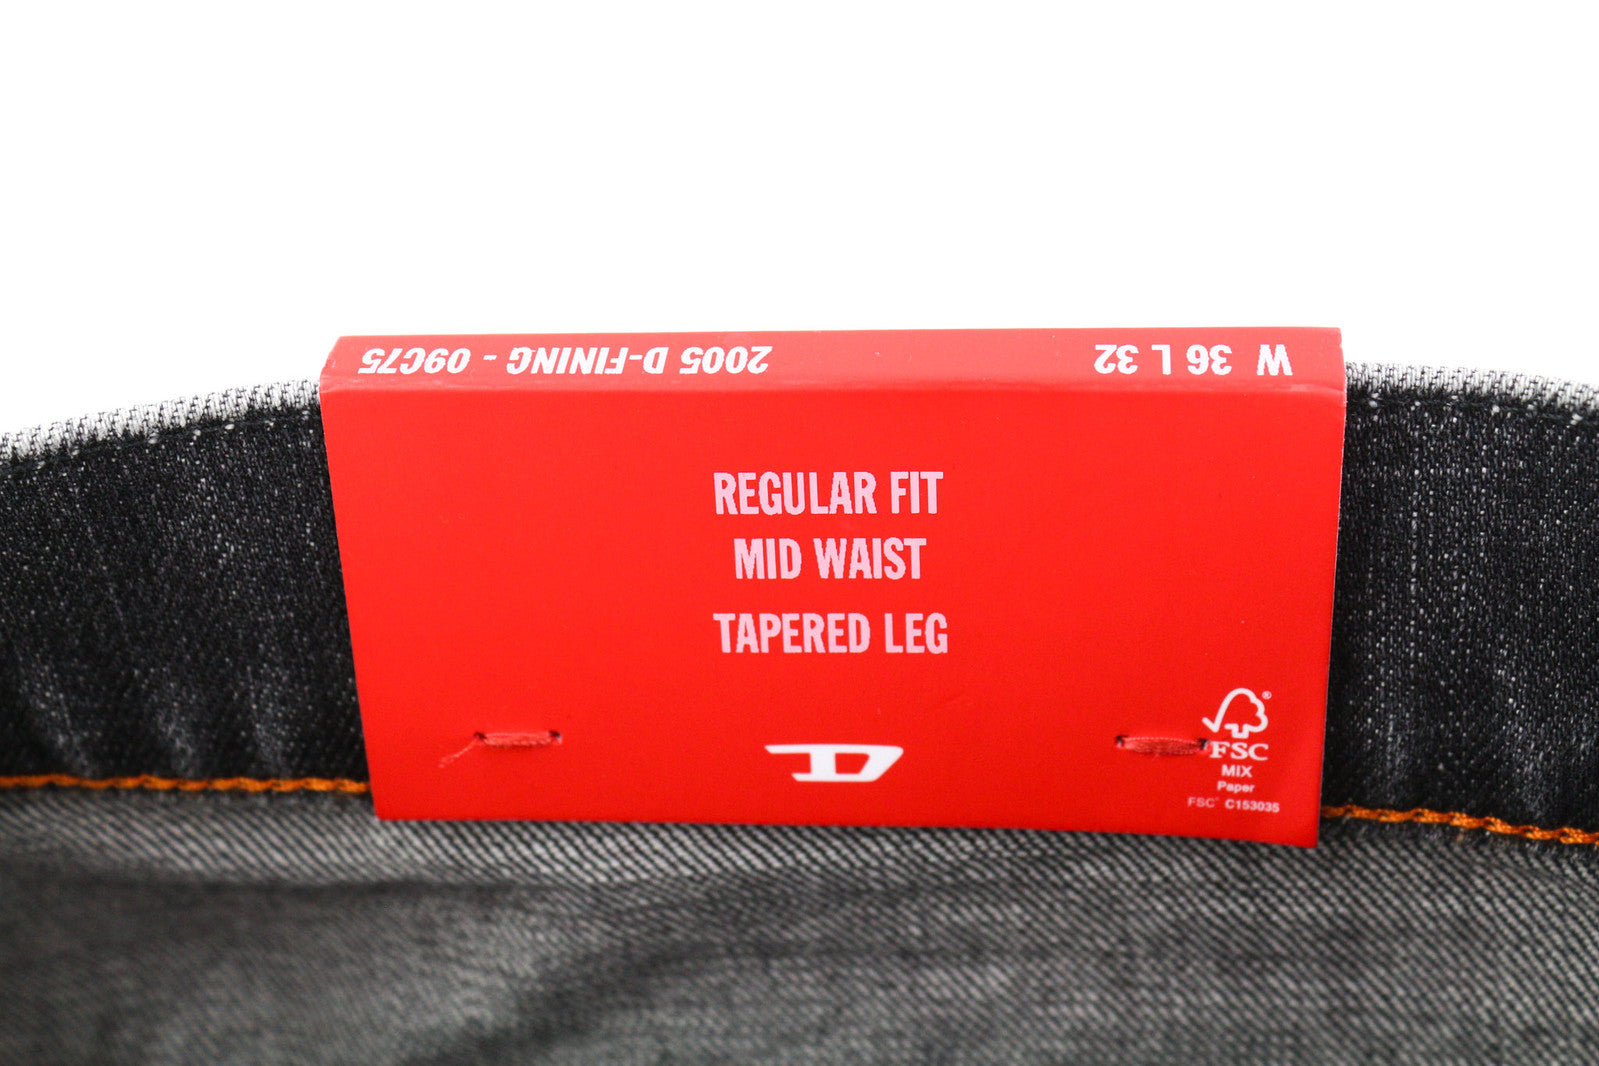 W 36 L 32
2005 D-FINING - 09C75
REGULAR FIT
MID WAIST
TAPERED LEG
D
®
FSC
MIX
Paper
FSC® C153035